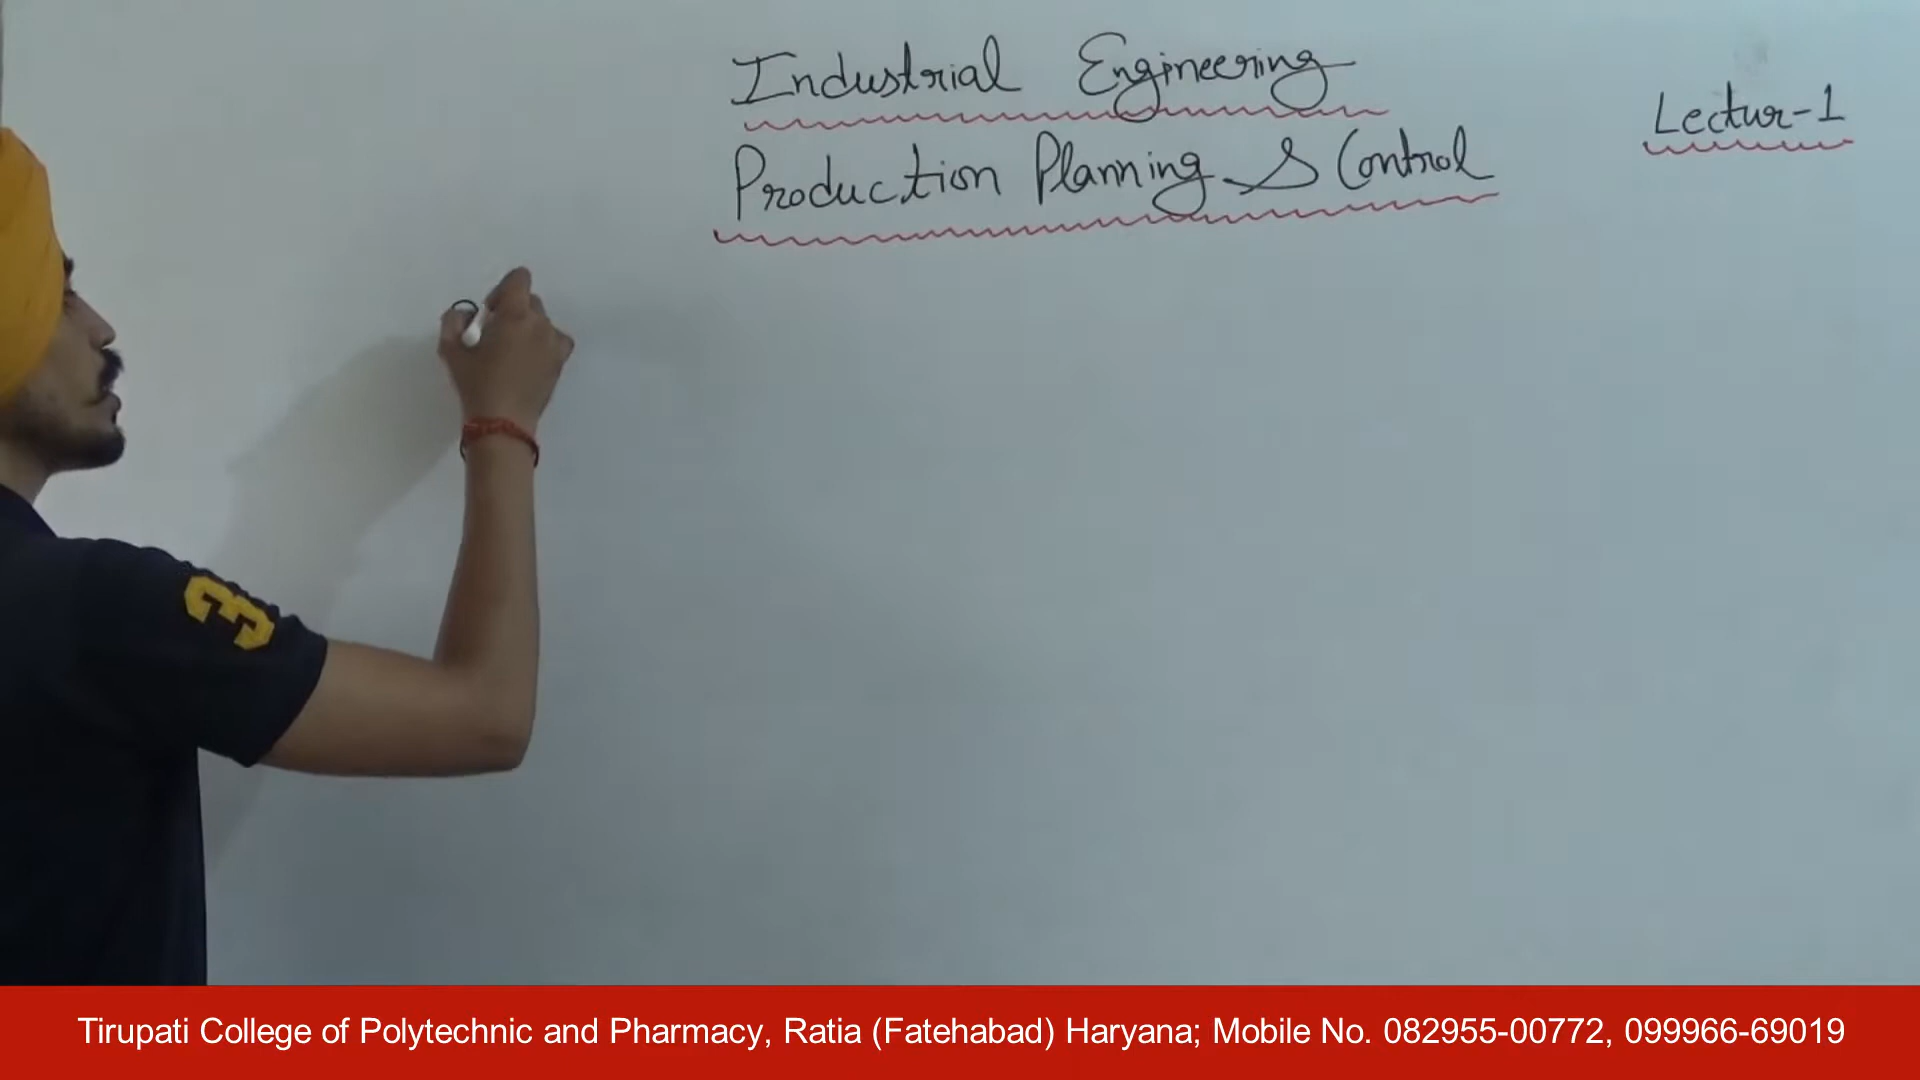 Industrial Engineering
Lectur-1
Production Planning & Control
3
Tirupati College of Polytechnic and Pharmacy, Ratia (Fatehabad) Haryana; Mobile No. 082955-00772, 099966-69019